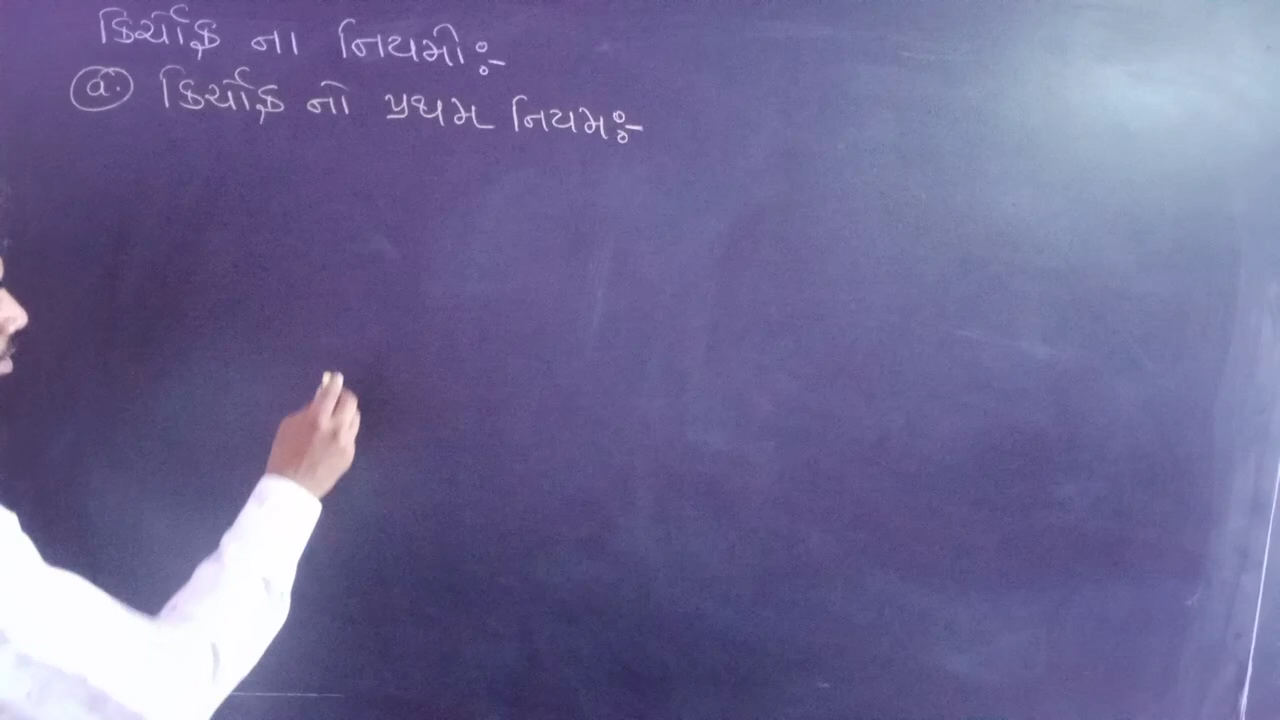 કિર્ચોફ ના નિયમો:-
(a.) કિર્ચોફ નો પ્રથમ નિયમ:-